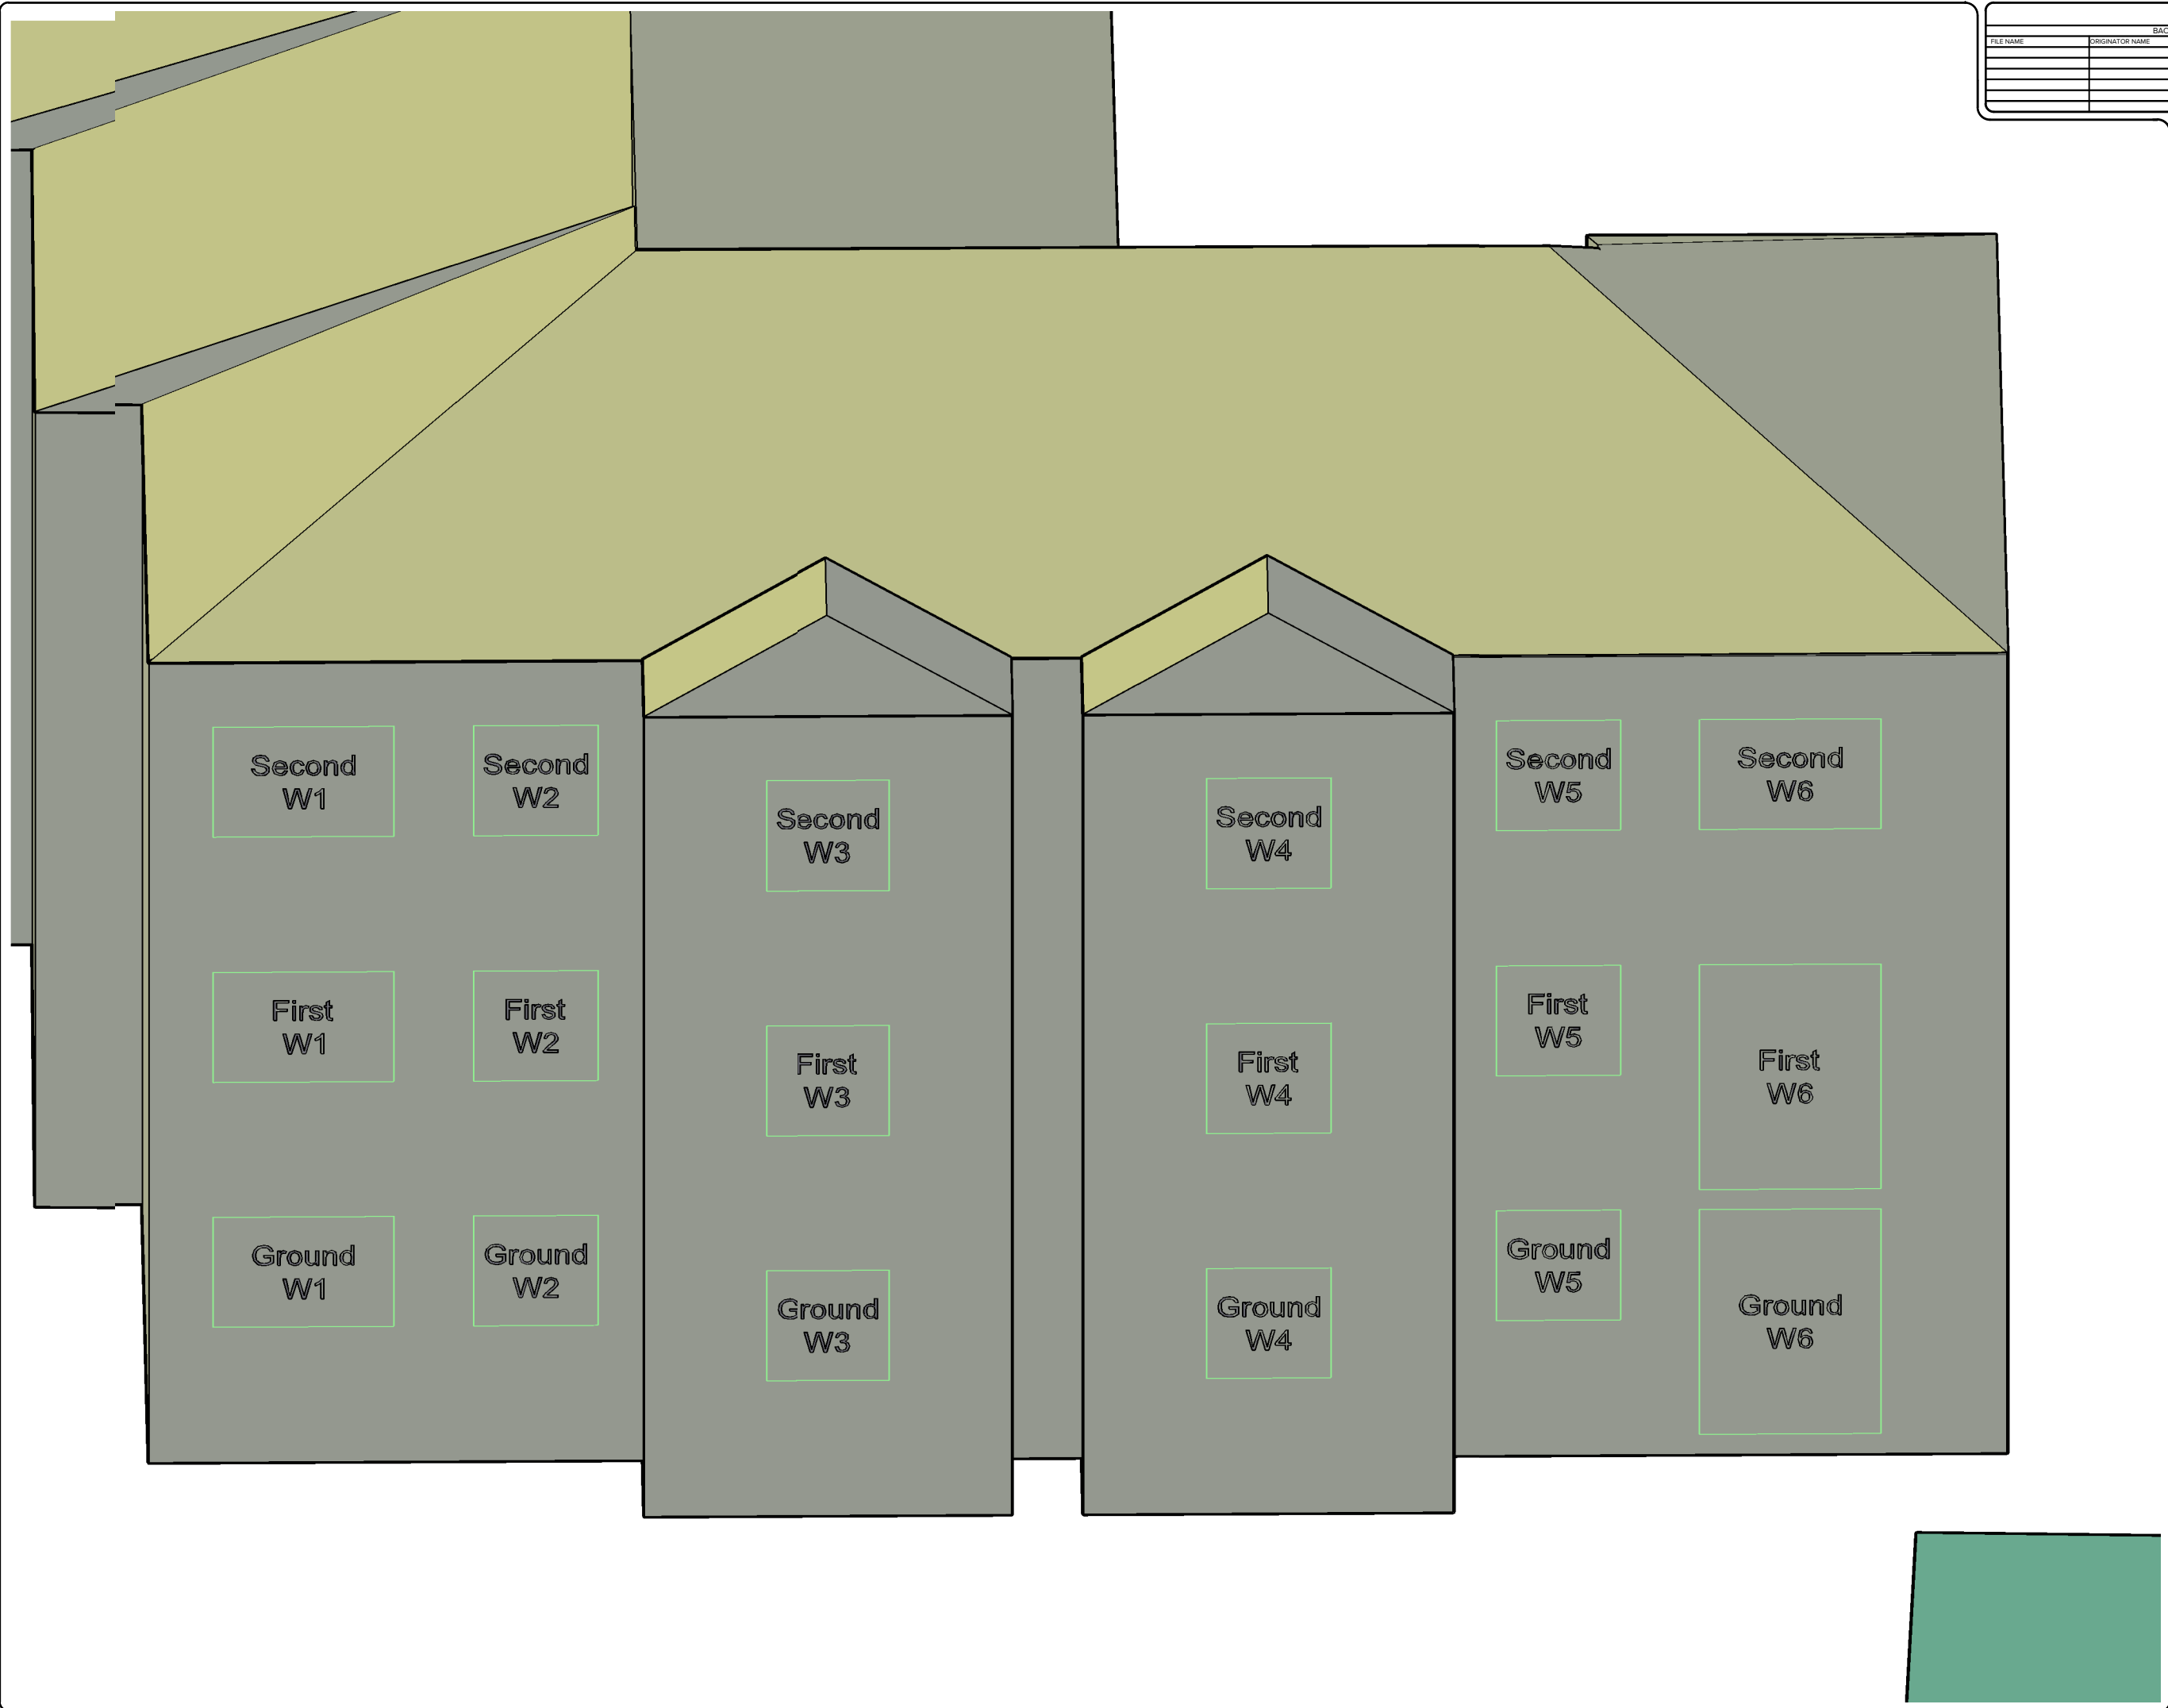 BAC
FILE NAME
ORIGINATOR NAME
Second
W1
Second
W2
Second
W3
Second
W4
Second
W5
Second
W6
First
W1
First
W2
First
W3
First
W4
First
W5
First
W6
Ground
W1
Ground
W2
Ground
W3
Ground
W4
Ground
W5
Ground
W6